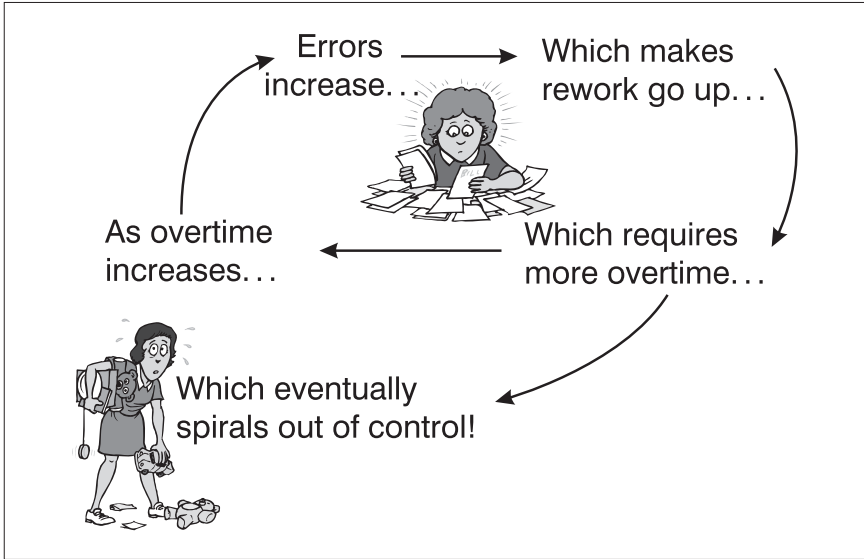 Errors
increase...
Which makes
rework go up...
Which requires
more overtime...
As overtime
increases...
Which eventually
spirals out of control!
BILL